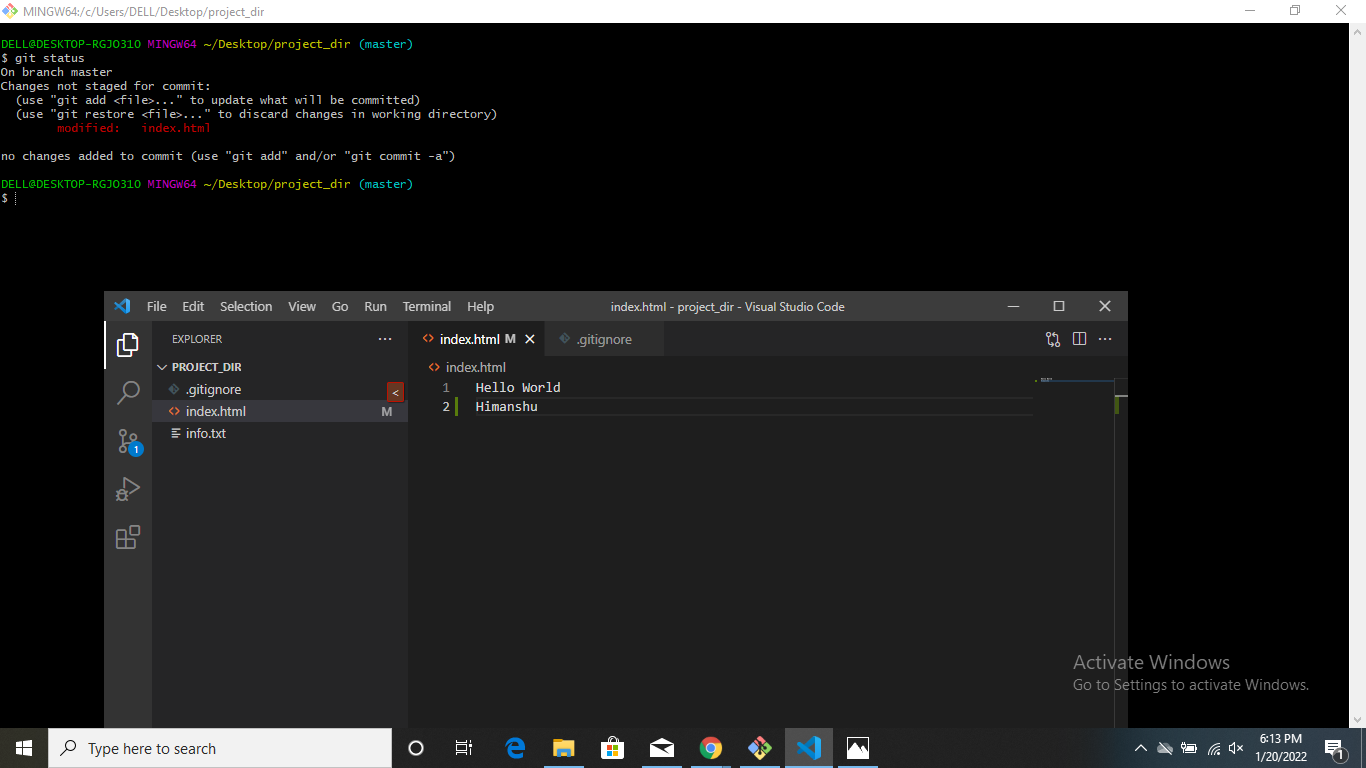 MINGW64:/c/Users/DELL/Desktop/project_dir
DELL@DESKTOP-RGJO31O MINGW64 ~/Desktop/project_dir (master)
$ git status
On branch master
Changes not staged for commit:
(use "git add <file>..." to update what will be committed)
(use "git restore <file>..." to discard changes in working directory)
modified: index.html
no changes added to commit (use "git add" and/or "git commit -a")
DELL@DESKTOP-RGJO31O MINGW64 ~/Desktop/project_dir (master)
$
File Edit Selection View Go Run Terminal Help index.html - project_dir - Visual Studio Code
EXPLORER
PROJECT_DIR
.gitignore
<
index.html M
info.txt
1
index.html M .gitignore
index.html
1 Hello World
2 Himanshu
Activate Windows
Go to Settings to activate Windows.
Type here to search
6:13 PM
1/20/2022
1